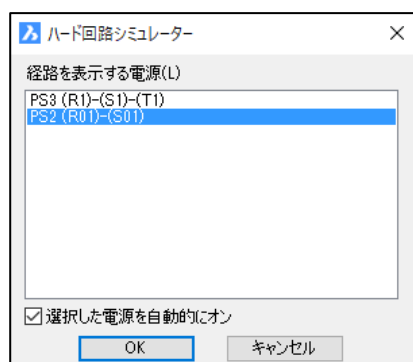 ハード回路シミュレーター
経路を表示する電源(L)
PS3 (R1)-(S1)-(T1)
PS2 (R01)-(S01)
選択した電源を自動的にオン
OK
キャンセル